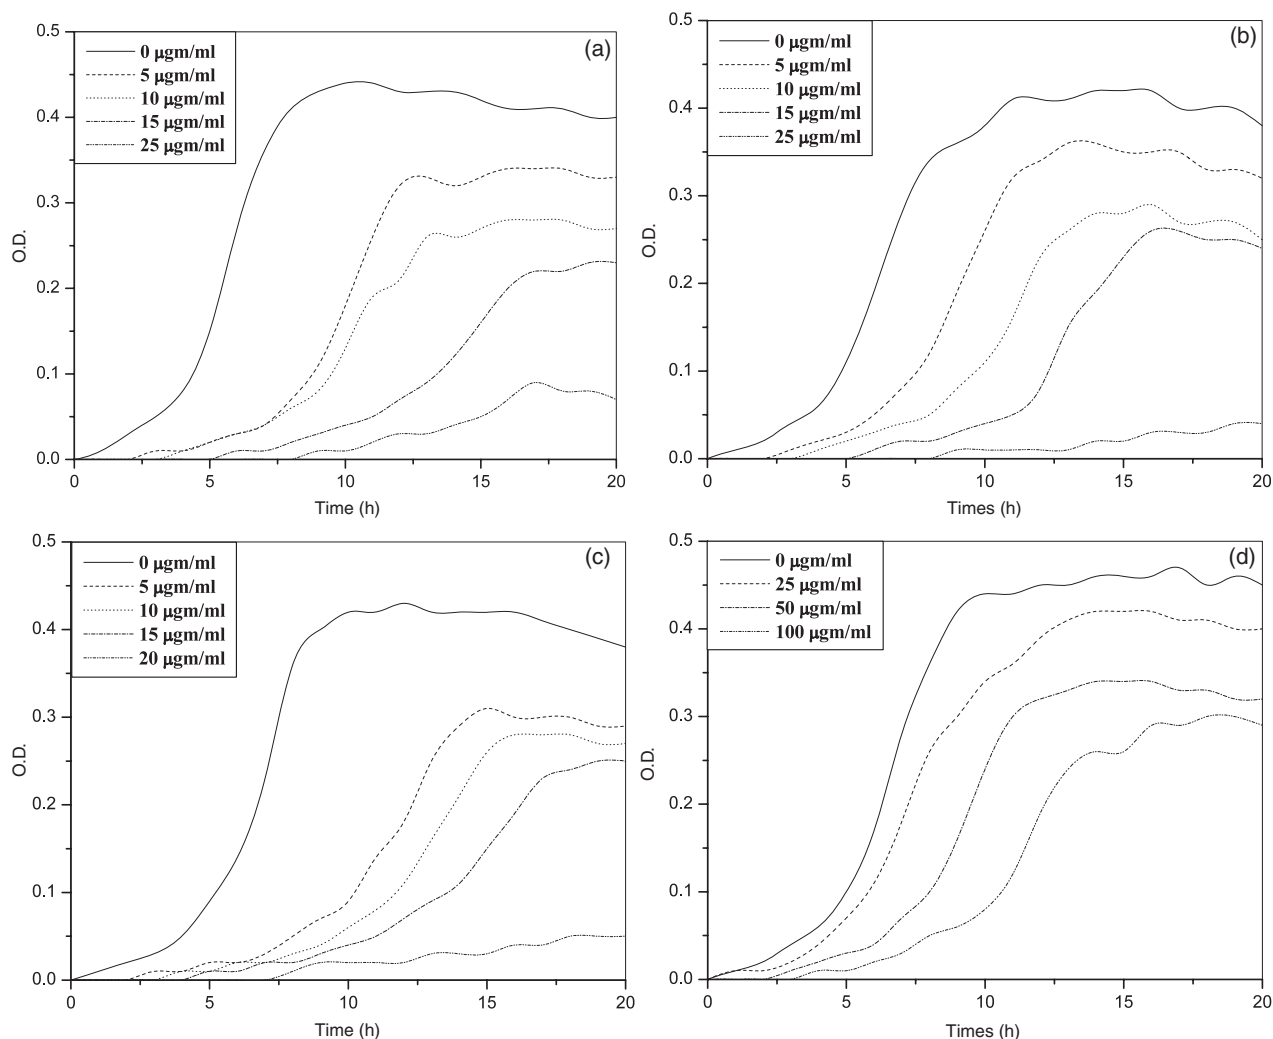 (a)
0 µgm/ml
5 µgm/ml
10 µgm/ml
15 µgm/ml
25 µgm/ml
0.5
0.4
0.3
0.2
0.1
0.0
O.D.
0 5 10 15 20
Time (h)
(b)
0 µgm/ml
5 µgm/ml
10 µgm/ml
15 µgm/ml
25 µgm/ml
0.5
0.4
0.3
0.2
0.1
0.0
O.D.
0 5 10 15 20
Times (h)
(c)
0 µgm/ml
5 µgm/ml
10 µgm/ml
15 µgm/ml
20 µgm/ml
0.5
0.4
0.3
0.2
0.1
0.0
O.D.
0 5 10 15 20
Time (h)
(d)
0 µgm/ml
25 µgm/ml
50 µgm/ml
100 µgm/ml
0.5
0.4
0.3
0.2
0.1
0.0
O.D.
0 5 10 15 20
Times (h)